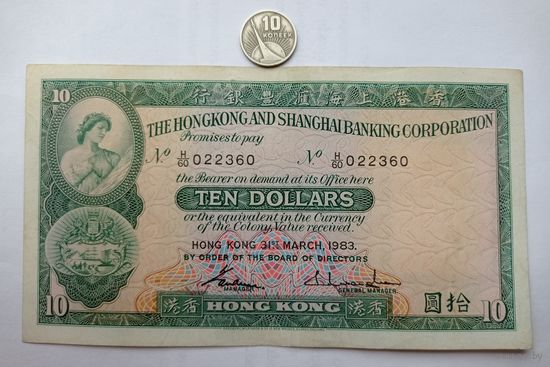 10
КОПЕЕК
10
行銀豐滙海上港香
THE HONGKONG AND SHANGHAI BANKING CORPORATION
Promises to pay
No H/60 022360 No H/60 022360
the Bearer on demand at its Office here
TEN DOLLARS
or the equivalent in the Currency
of the Colony Value received.
HONG KONG 31ST MARCH, 1983.
BY ORDER OF THE BOARD OF DIRECTORS
MANAGER GENERAL MANAGER
10 港香 HONG KONG 港香 圓拾 10